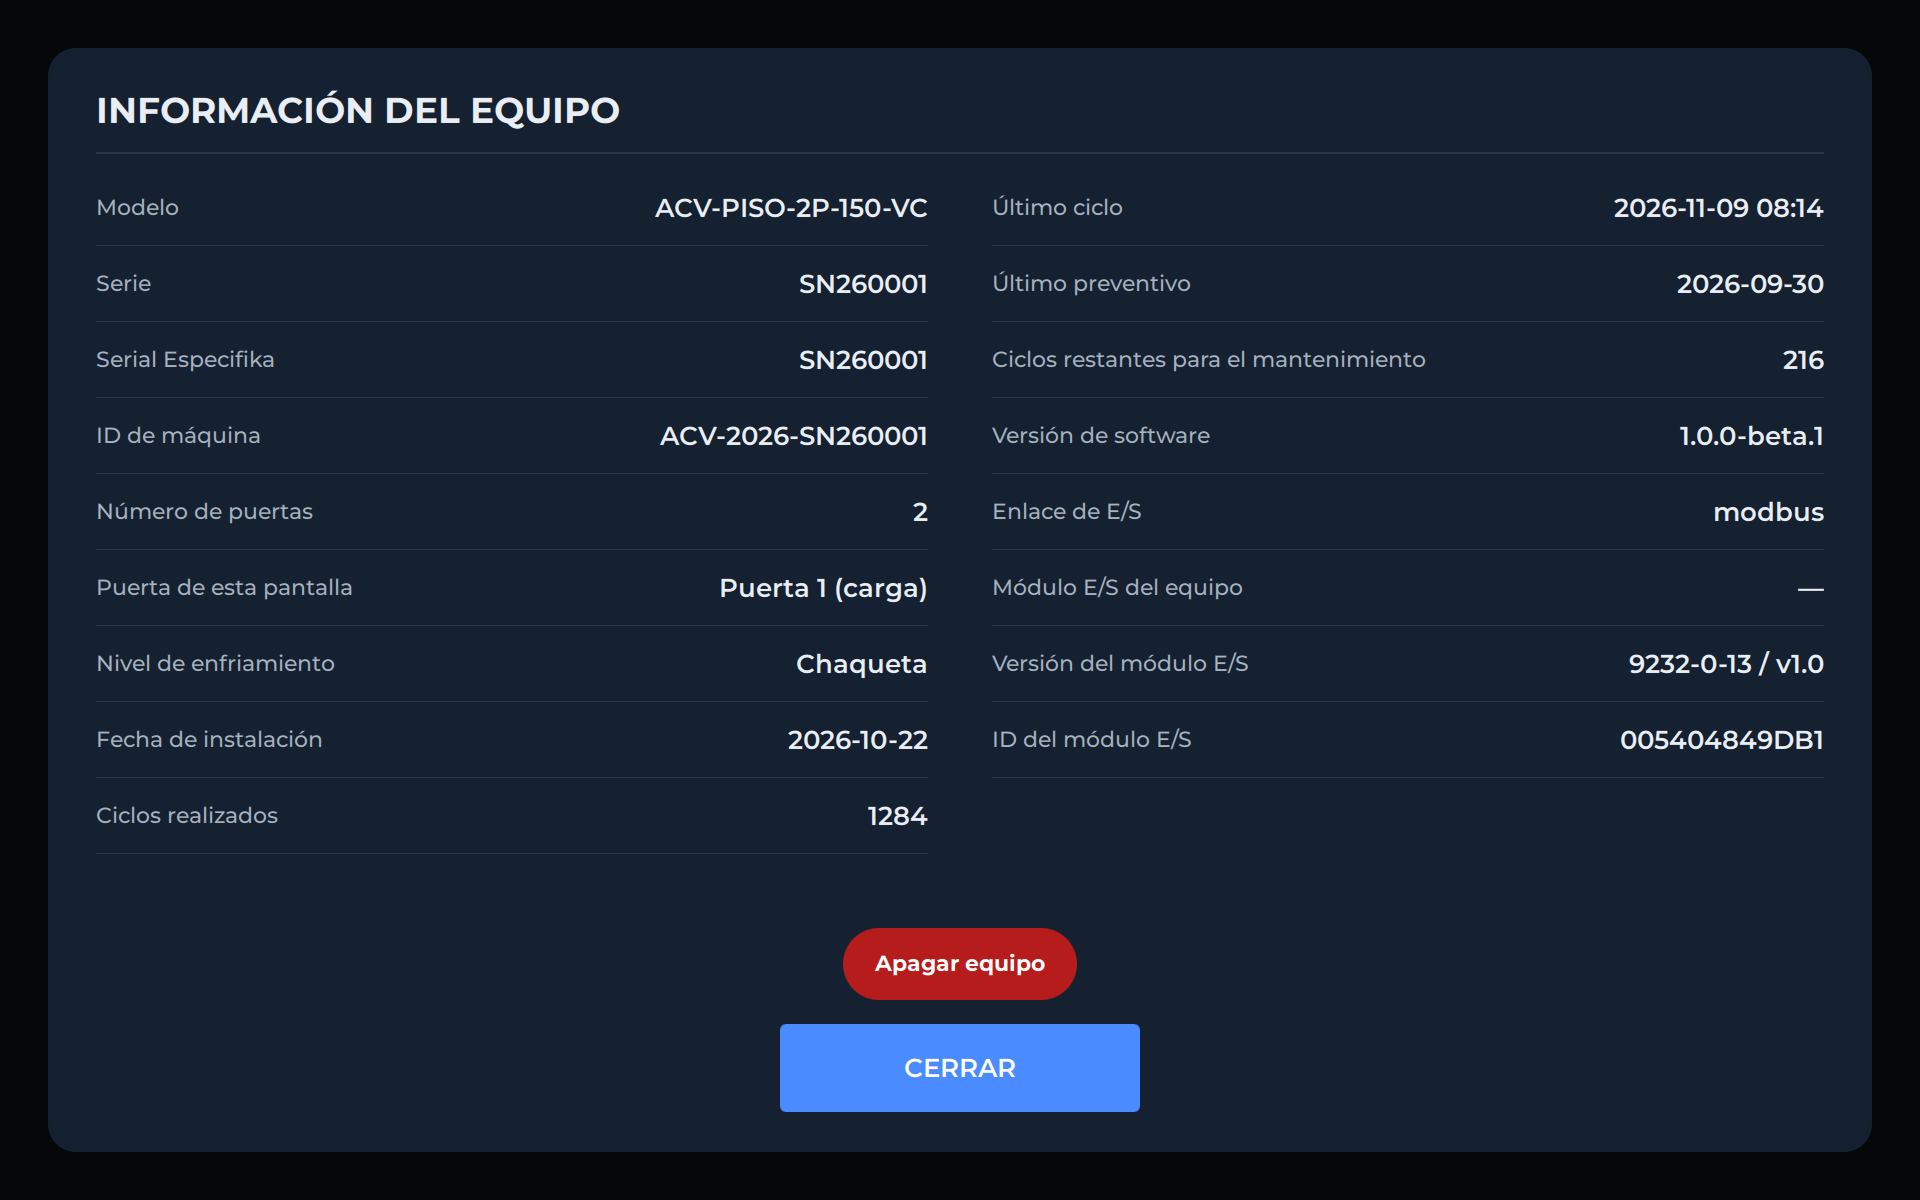 INFORMACIÓN DEL EQUIPO
Modelo ACV-PISO-2P-150-VC
Serie SN260001
Serial Especifika SN260001
ID de máquina ACV-2026-SN260001
Número de puertas 2
Puerta de esta pantalla Puerta 1 (carga)
Nivel de enfriamiento Chaqueta
Fecha de instalación 2026-10-22
Ciclos realizados 1284
Último ciclo 2026-11-09 08:14
Último preventivo 2026-09-30
Ciclos restantes para el mantenimiento 216
Versión de software 1.0.0-beta.1
Enlace de E/S modbus
Módulo E/S del equipo —
Versión del módulo E/S 9232-0-13 / v1.0
ID del módulo E/S 005404849DB1
Apagar equipo
CERRAR